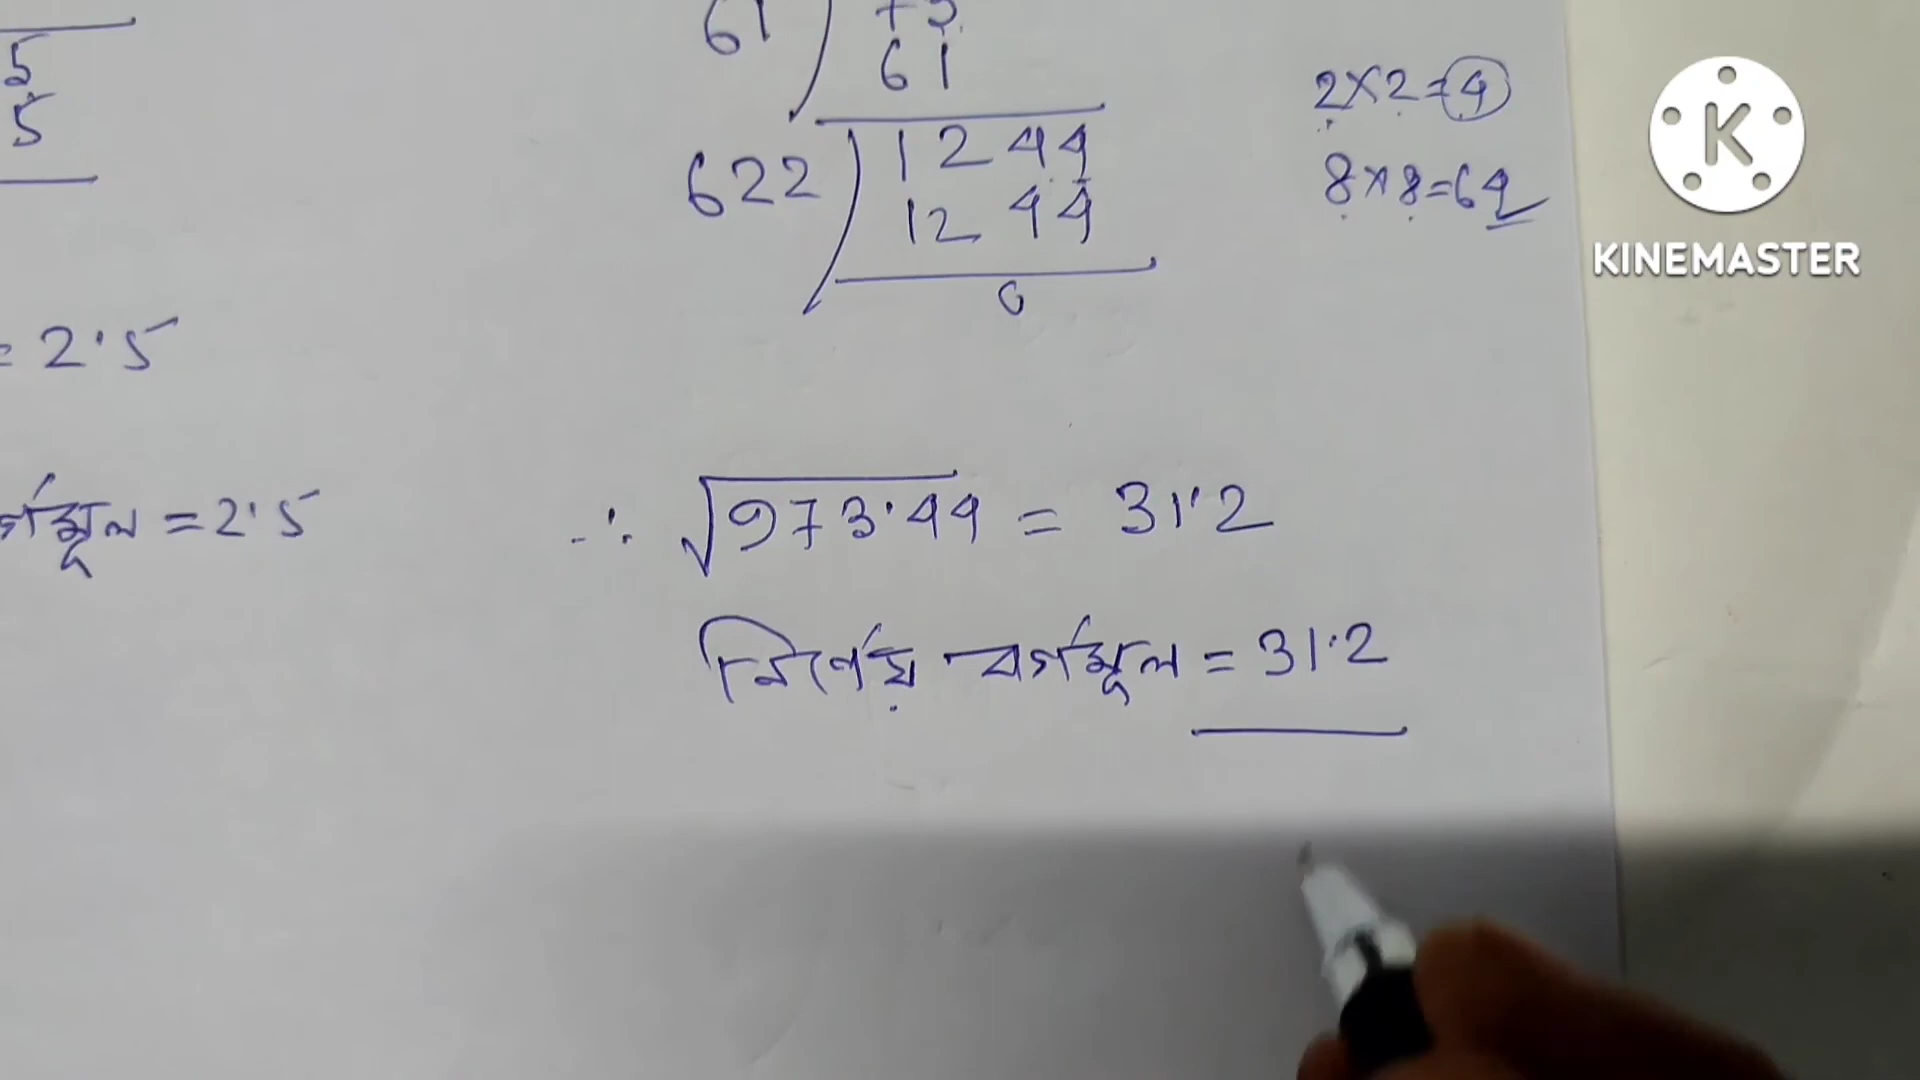 5
5
= 2.5
র্গমূল = 2.5
61 ) 73
61
622 ) 1244
1244
0
∴ √973.44 = 31.2
নির্ণেয় বর্গমূল = 31.2
2×2=4
8×8=64
KINEMASTER